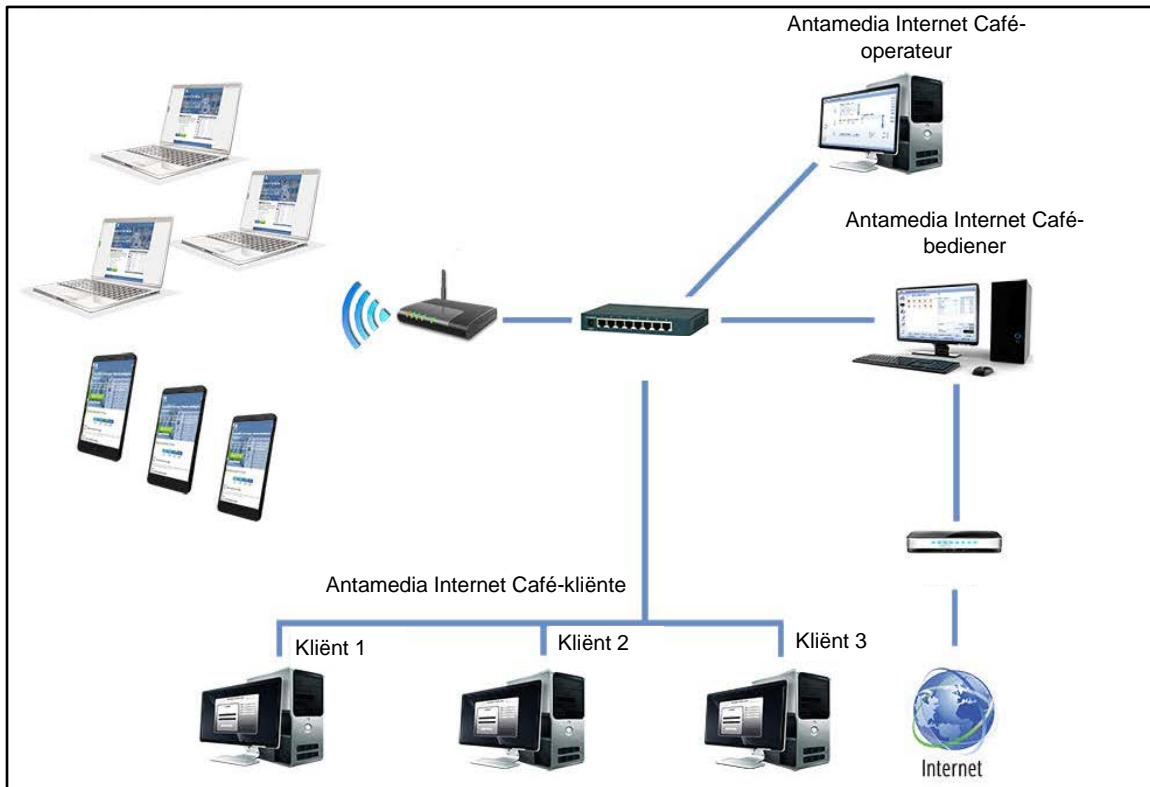 Antamedia Internet Café-
operateur
Antamedia Internet Café-
bediener
Antamedia Internet Café-kliënte
Kliënt 1
Kliënt 2
Kliënt 3
Internet